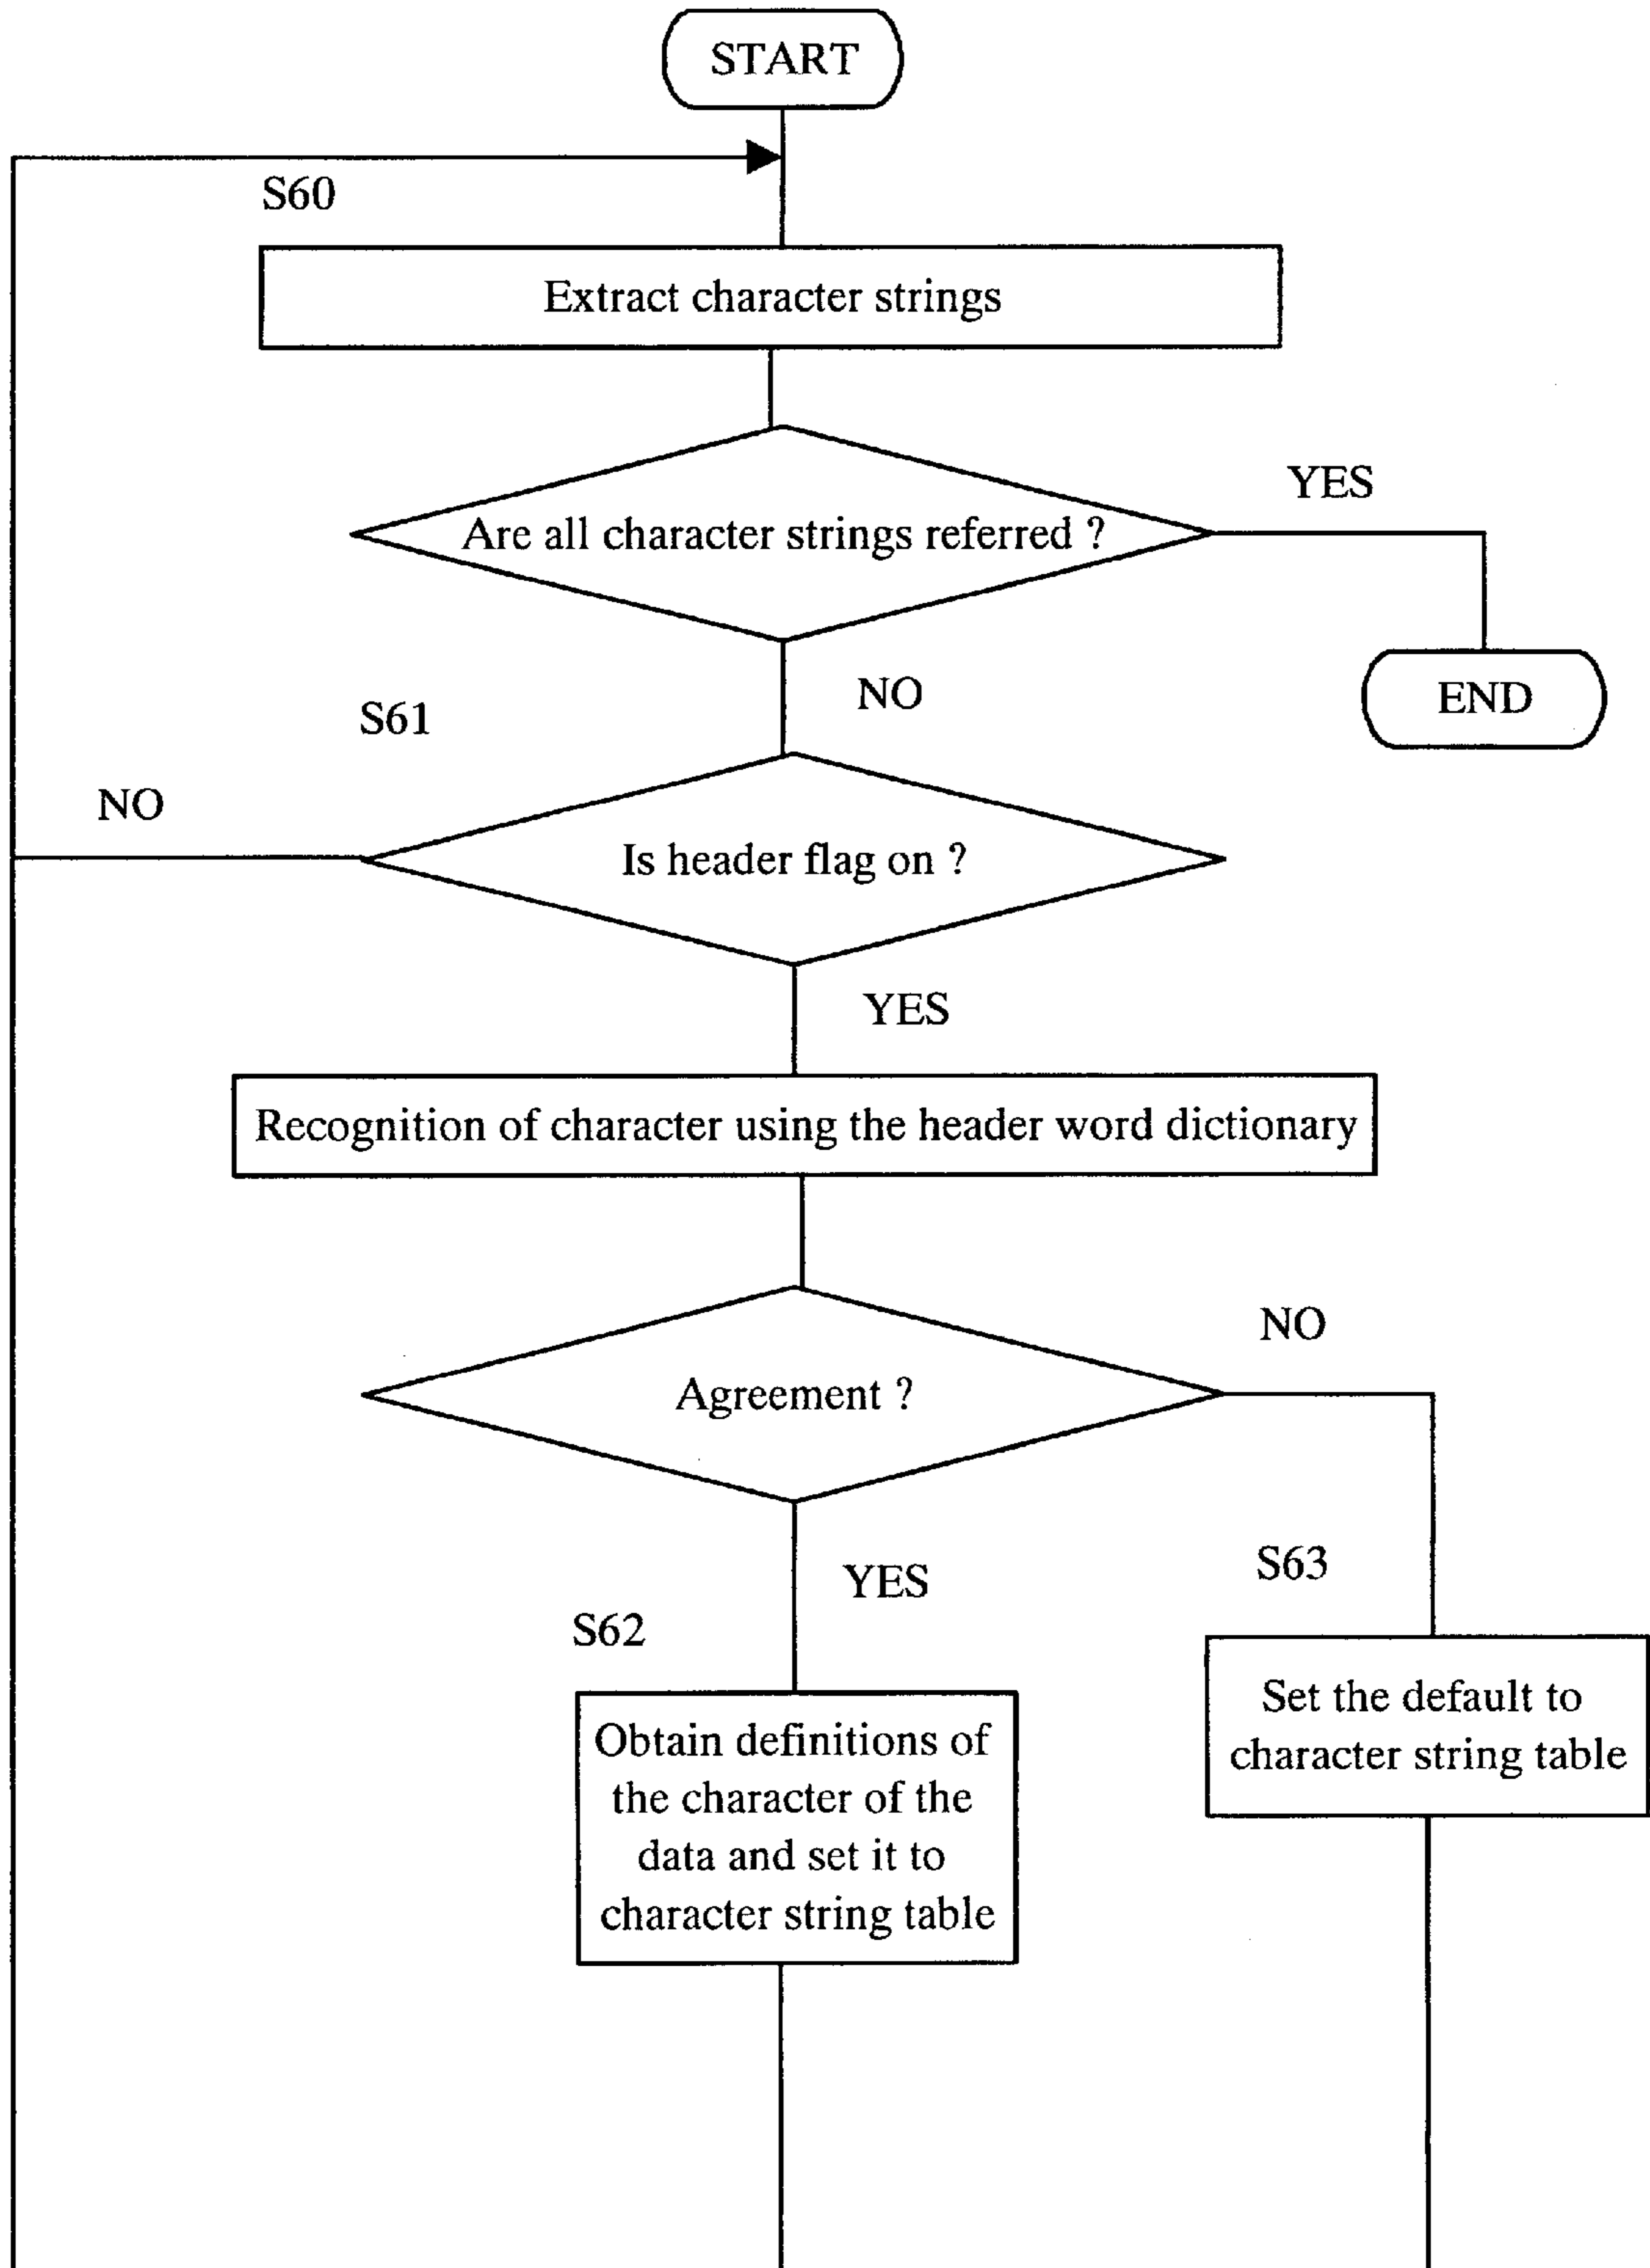 START
S60
Extract character strings
YES
Are all character strings referred ?
NO
END
S61
NO
Is header flag on ?
YES
Recognition of character using the header word dictionary
NO
Agreement ?
YES
S63
S62
Set the default to
character string table
Obtain definitions of
the character of the
data and set it to
character string table